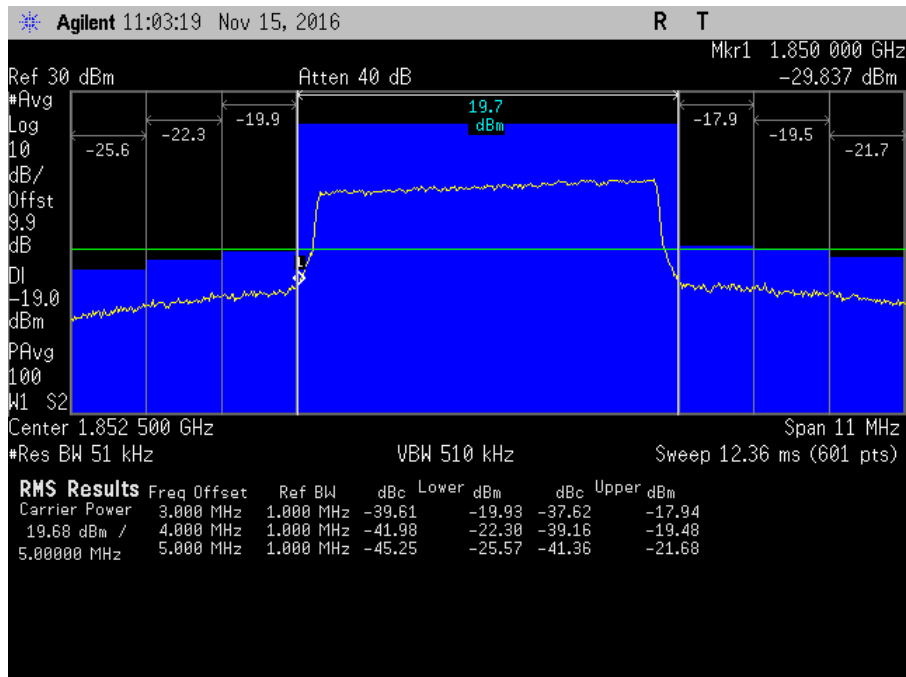 Agilent 11:03:19 Nov 15, 2016 R T
Mkr1 1.850 000 GHz
Ref 30 dBm Atten 40 dB -29.837 dBm
#Avg
Log
10
dB/
Offst
9.9
dB
DI
-19.0
dBm
PAvg
100
W1 S2
-25.6 -22.3 -19.9 19.7 dBm -17.9 -19.5 -21.7
1
Center 1.852 500 GHz Span 11 MHz
#Res BW 51 kHz VBW 510 kHz Sweep 12.36 ms (601 pts)
RMS Results Freq Offset Ref BW dBc Lower dBm dBc Upper dBm
Carrier Power 3.000 MHz 1.000 MHz -39.61 -19.93 -37.62 -17.94
19.68 dBm / 4.000 MHz 1.000 MHz -41.98 -22.30 -39.16 -19.48
5.00000 MHz 5.000 MHz 1.000 MHz -45.25 -25.57 -41.36 -21.68